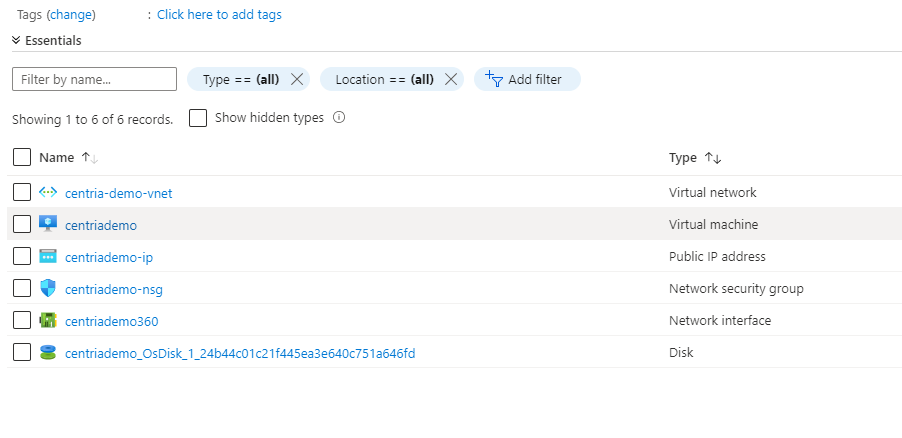 Tags (change) : Click here to add tags
Essentials
Filter by name... Type == (all) Location == (all) Add filter
Showing 1 to 6 of 6 records. Show hidden types
Name Type
centria-demo-vnet Virtual network
centriademo Virtual machine
centriademo-ip Public IP address
centriademo-nsg Network security group
centriademo360 Network interface
centriademo_OsDisk_1_24b44c01c21f445ea3e640c751a646fd Disk